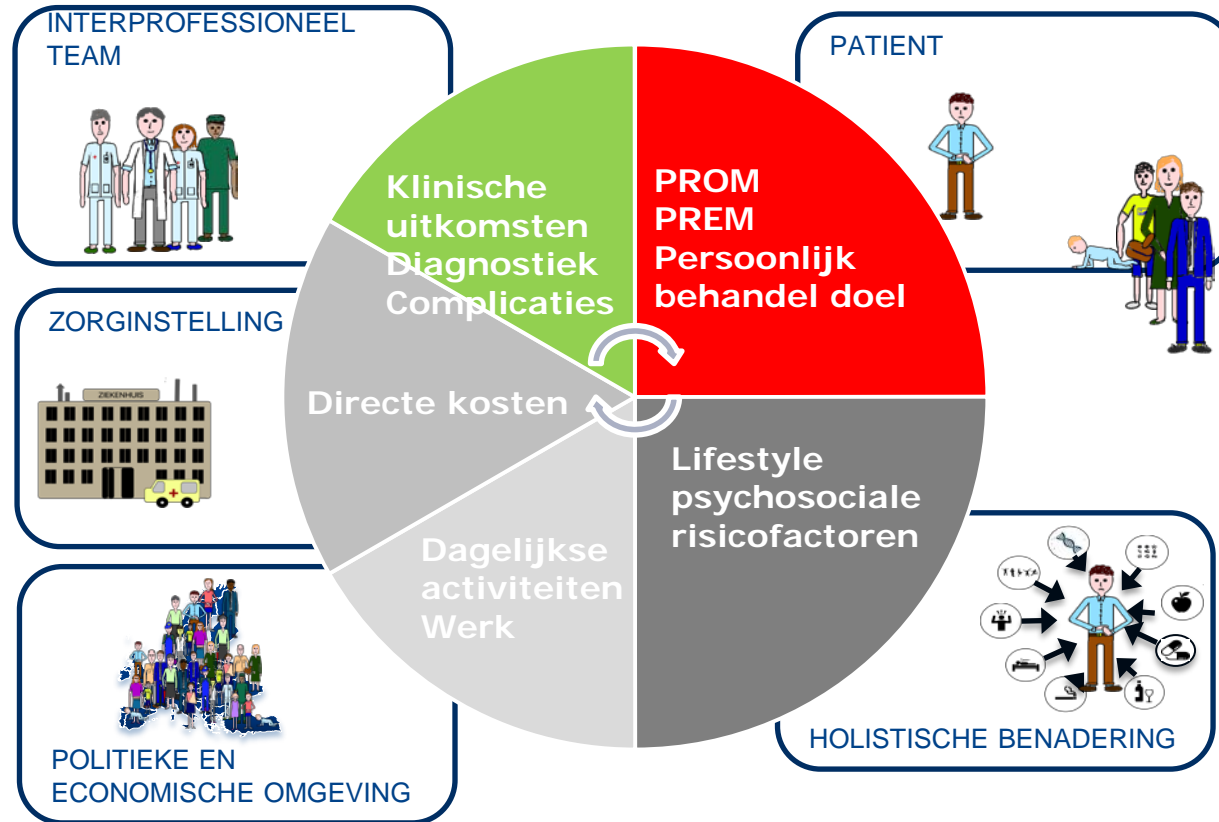 INTERPROFESSIONEEL
TEAM
PATIENT
Klinische
uitkomsten
Diagnostiek
Complicaties
PROM
PREM
Persoonlijk
behandel doel
ZORGINSTELLING
ZIEKENHUIS
Directe kosten
Lifestyle
psychosociale
risicofactoren
Dagelijkse
activiteiten
Werk
POLITIEKE EN
ECONOMISCHE OMGEVING
HOLISTISCHE BENADERING